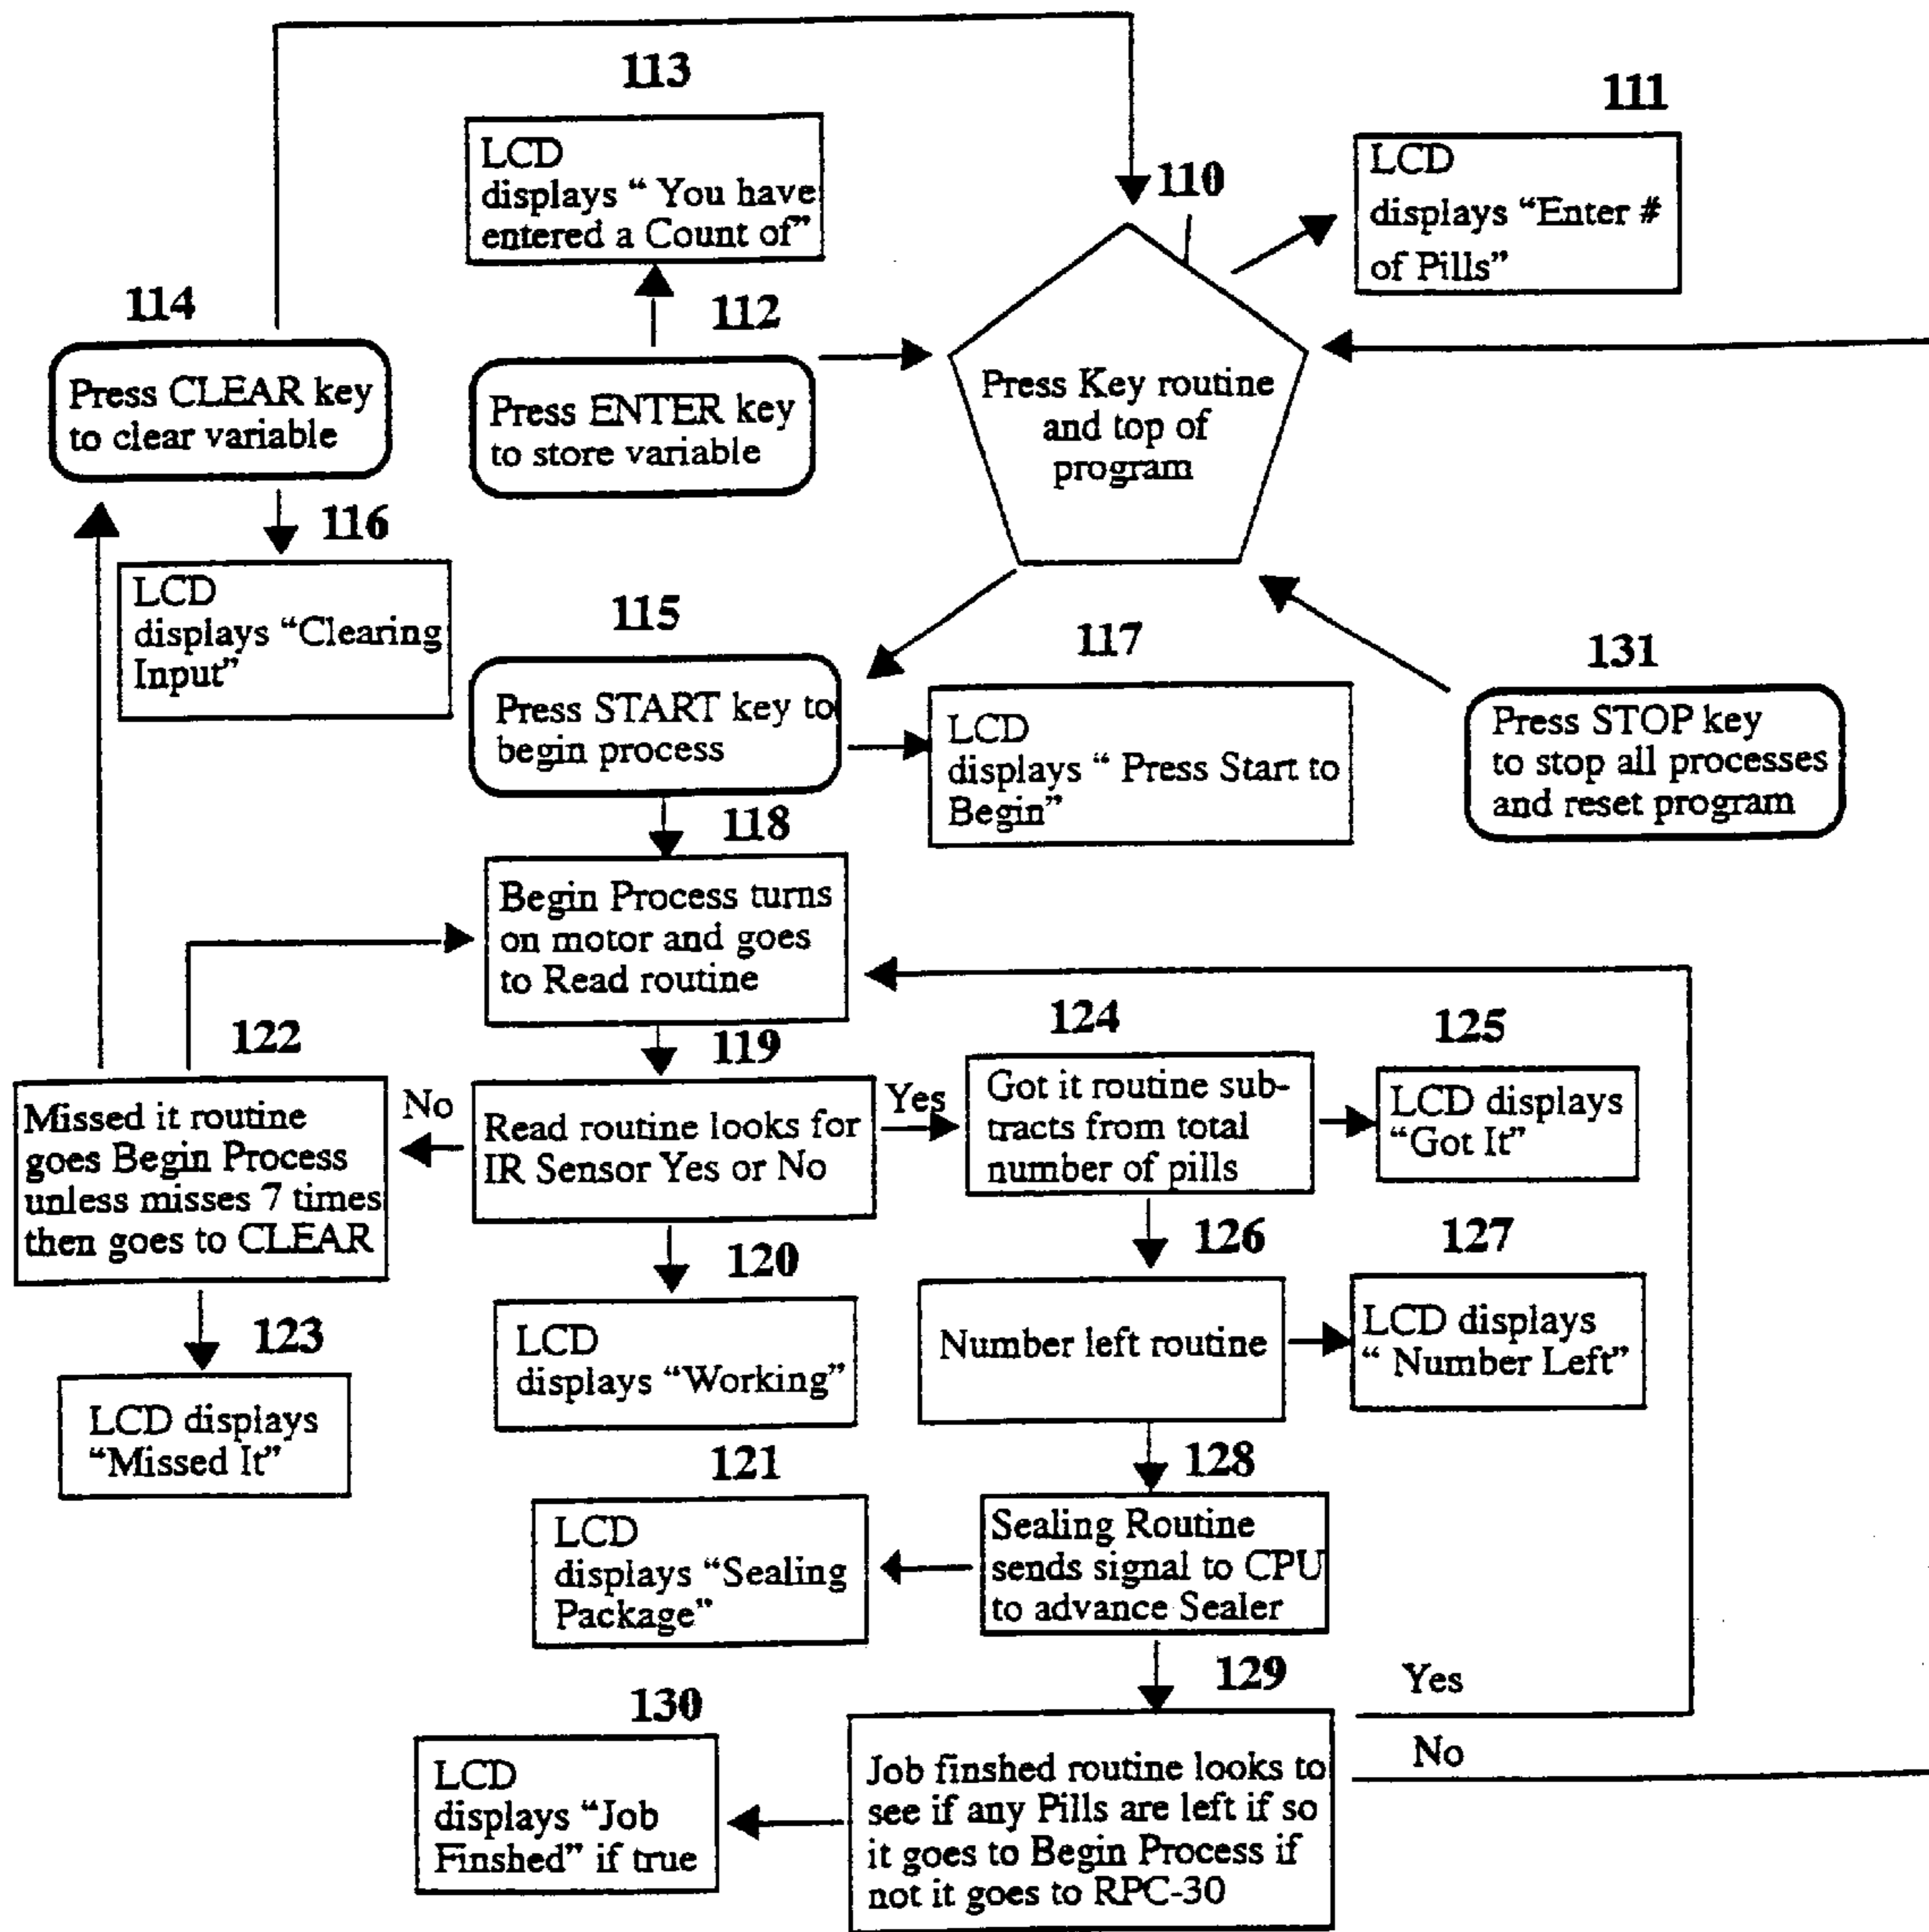 113
LCD
displays “ You have
entered a Count of”
111
LCD
displays “Enter #
of Pills”
110
Press Key routine
and top of
program
114
Press CLEAR key
to clear variable
112
Press ENTER key
to store variable
116
LCD
displays “Clearing
Input”
115
Press START key to
begin process
117
LCD
displays “ Press Start to
Begin”
131
Press STOP key
to stop all processes
and reset program
118
Begin Process turns
on motor and goes
to Read routine
122
Missed it routine
goes Begin Process
unless misses 7 times
then goes to CLEAR
No
119
Read routine looks for
IR Sensor Yes or No
Yes
124
Got it routine sub-
tracts from total
number of pills
125
LCD displays
“Got It”
123
LCD displays
“Missed It”
120
LCD
displays “Working”
126
Number left routine
127
LCD displays
“ Number Left”
121
LCD
displays “Sealing
Package”
128
Sealing Routine
sends signal to CPU
to advance Sealer
130
LCD
displays “Job
Finshed” if true
129
Job finshed routine looks to
see if any Pills are left if so
it goes to Begin Process if
not it goes to RPC-30
Yes
No